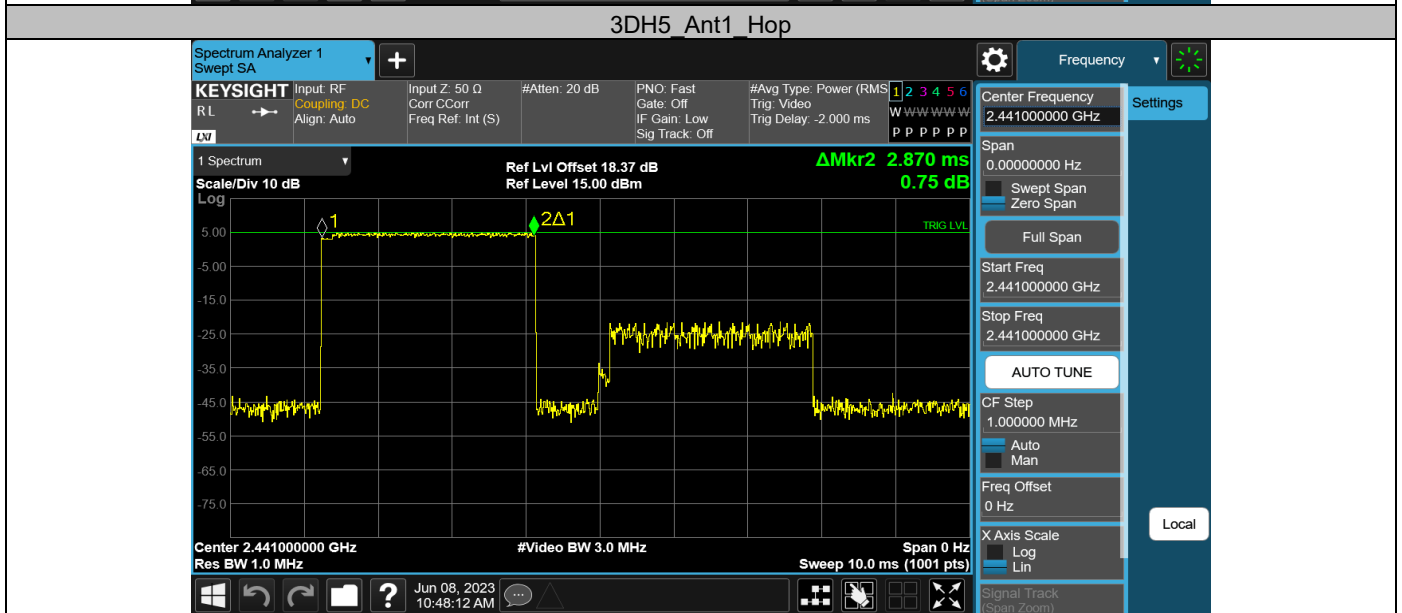 3DH5_Ant1_Hop
Spectrum Analyzer 1
Swept SA
Frequency
KEYSIGHT
RL
LXI
Input: RF
Coupling: DC
Align: Auto
Input Z: 50 Ω
Corr CCorr
Freq Ref: Int (S)
#Atten: 20 dB
PNO: Fast
Gate: Off
IF Gain: Low
Sig Track: Off
#Avg Type: Power (RMS
Trig: Video
Trig Delay: -2.000 ms
1 2 3 4 5 6
W W W W W W
P P P P P P
Center Frequency
2.441000000 GHz
Settings
1 Spectrum
Scale/Div 10 dB
Log
Ref Lvl Offset 18.37 dB
Ref Level 15.00 dBm
ΔMkr2 2.870 ms
0.75 dB
Span
0.00000000 Hz
Swept Span
Zero Span
Full Span
Start Freq
2.441000000 GHz
Stop Freq
2.441000000 GHz
AUTO TUNE
CF Step
1.000000 MHz
Auto
Man
Freq Offset
0 Hz
X Axis Scale
Log
Lin
Signal Track
(Span Zoom)
Local
1
2Δ1
TRIG LVL
5.00
-5.00
-15.0
-25.0
-35.0
-45.0
-55.0
-65.0
-75.0
Center 2.441000000 GHz
#Video BW 3.0 MHz
Span 0 Hz
Res BW 1.0 MHz
Sweep 10.0 ms (1001 pts)
?
Jun 08, 2023
10:48:12 AM